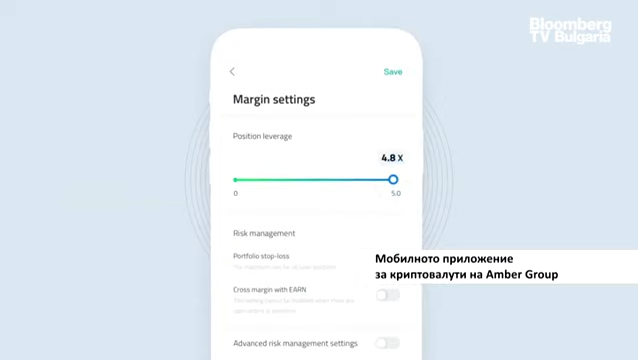 Bloomberg
TV Bulgaria
Save
Margin settings
Position leverage
4.8 X
0
5.0
Risk management
Portfolio stop-loss
Мобилното приложение
за криптовалути на Amber Group
Cross margin with EARN
Advanced risk management settings